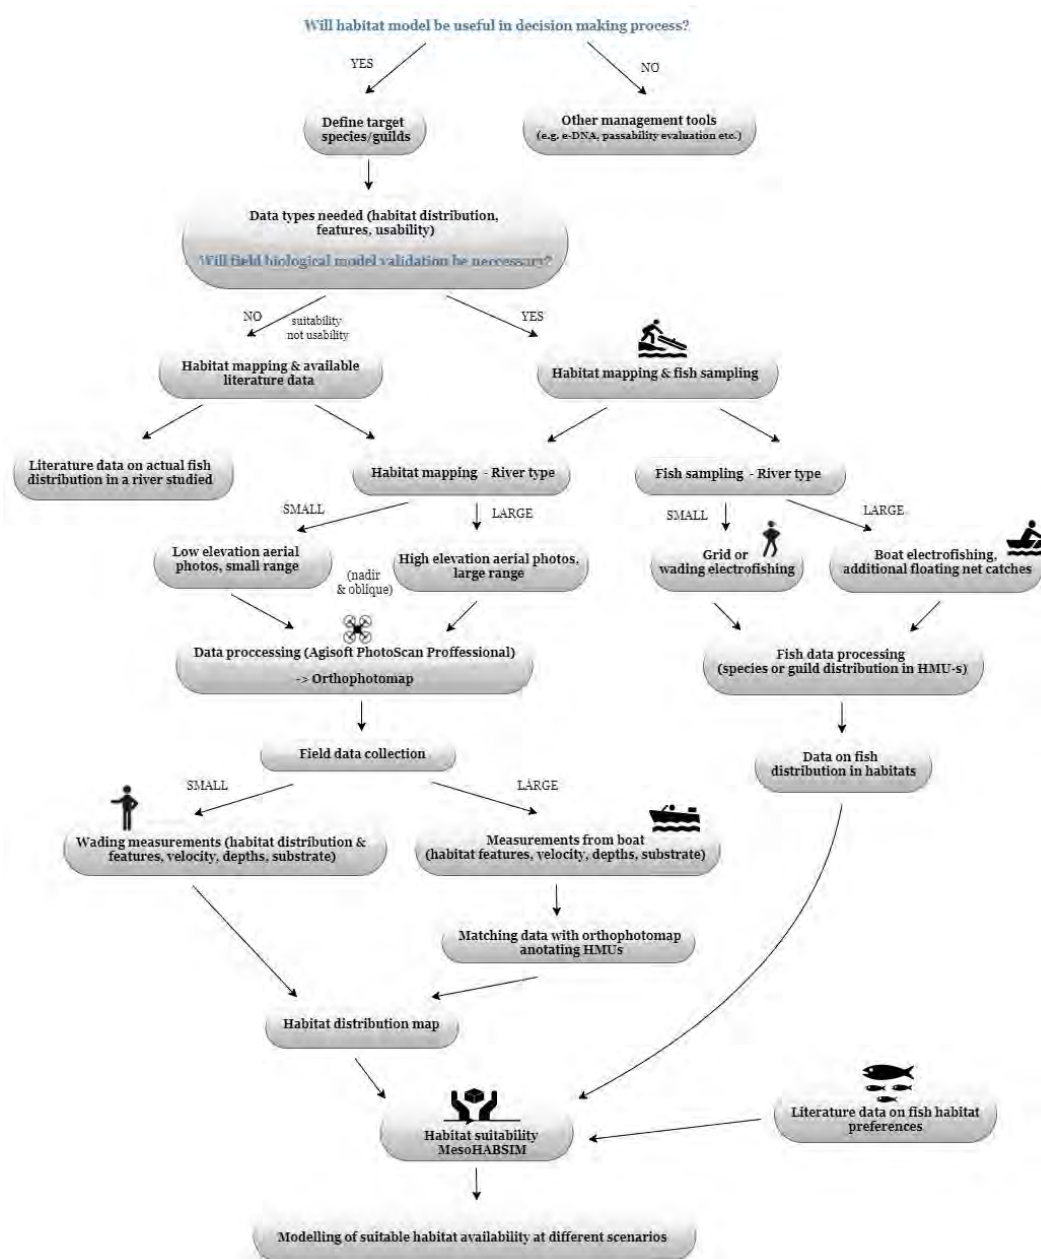 Will habitat model be useful in decision making process?
YES
NO
Define target
species/guilds
Other management tools
(e.g. e-DNA, passability evaluation etc.)
Data types needed (habitat distribution,
features, usability)
Will field biological model validation be neccessary?
NO
suitability
not usability
YES
Habitat mapping & available
literature data
Habitat mapping & fish sampling
Literature data on actual fish
distribution in a river studied
Habitat mapping - River type
Fish sampling - River type
SMALL
LARGE
SMALL
LARGE
Low elevation aerial
photos, small range
(nadir
& oblique)
High elevation aerial photos,
large range
Grid or
wading electrofishing
Boat electrofishing,
additional floating net catches
Data proccessing (Agisoft PhotoScan Proffessional)
-> Orthophotomap
Fish data processing
(species or guild distribution in HMU-s)
Field data collection
Data on fish
distribution in habitats
SMALL
LARGE
Wading measurements (habitat distribution &
features, velocity, depths, substrate)
Measurements from boat
(habitat features, velocity, depths, substrate)
Matching data with orthophotomap
anotating HMUs
Habitat distribution map
Literature data on fish habitat
preferences
Habitat suitability
MesoHABSIM
Modelling of suitable habitat availability at different scenarios